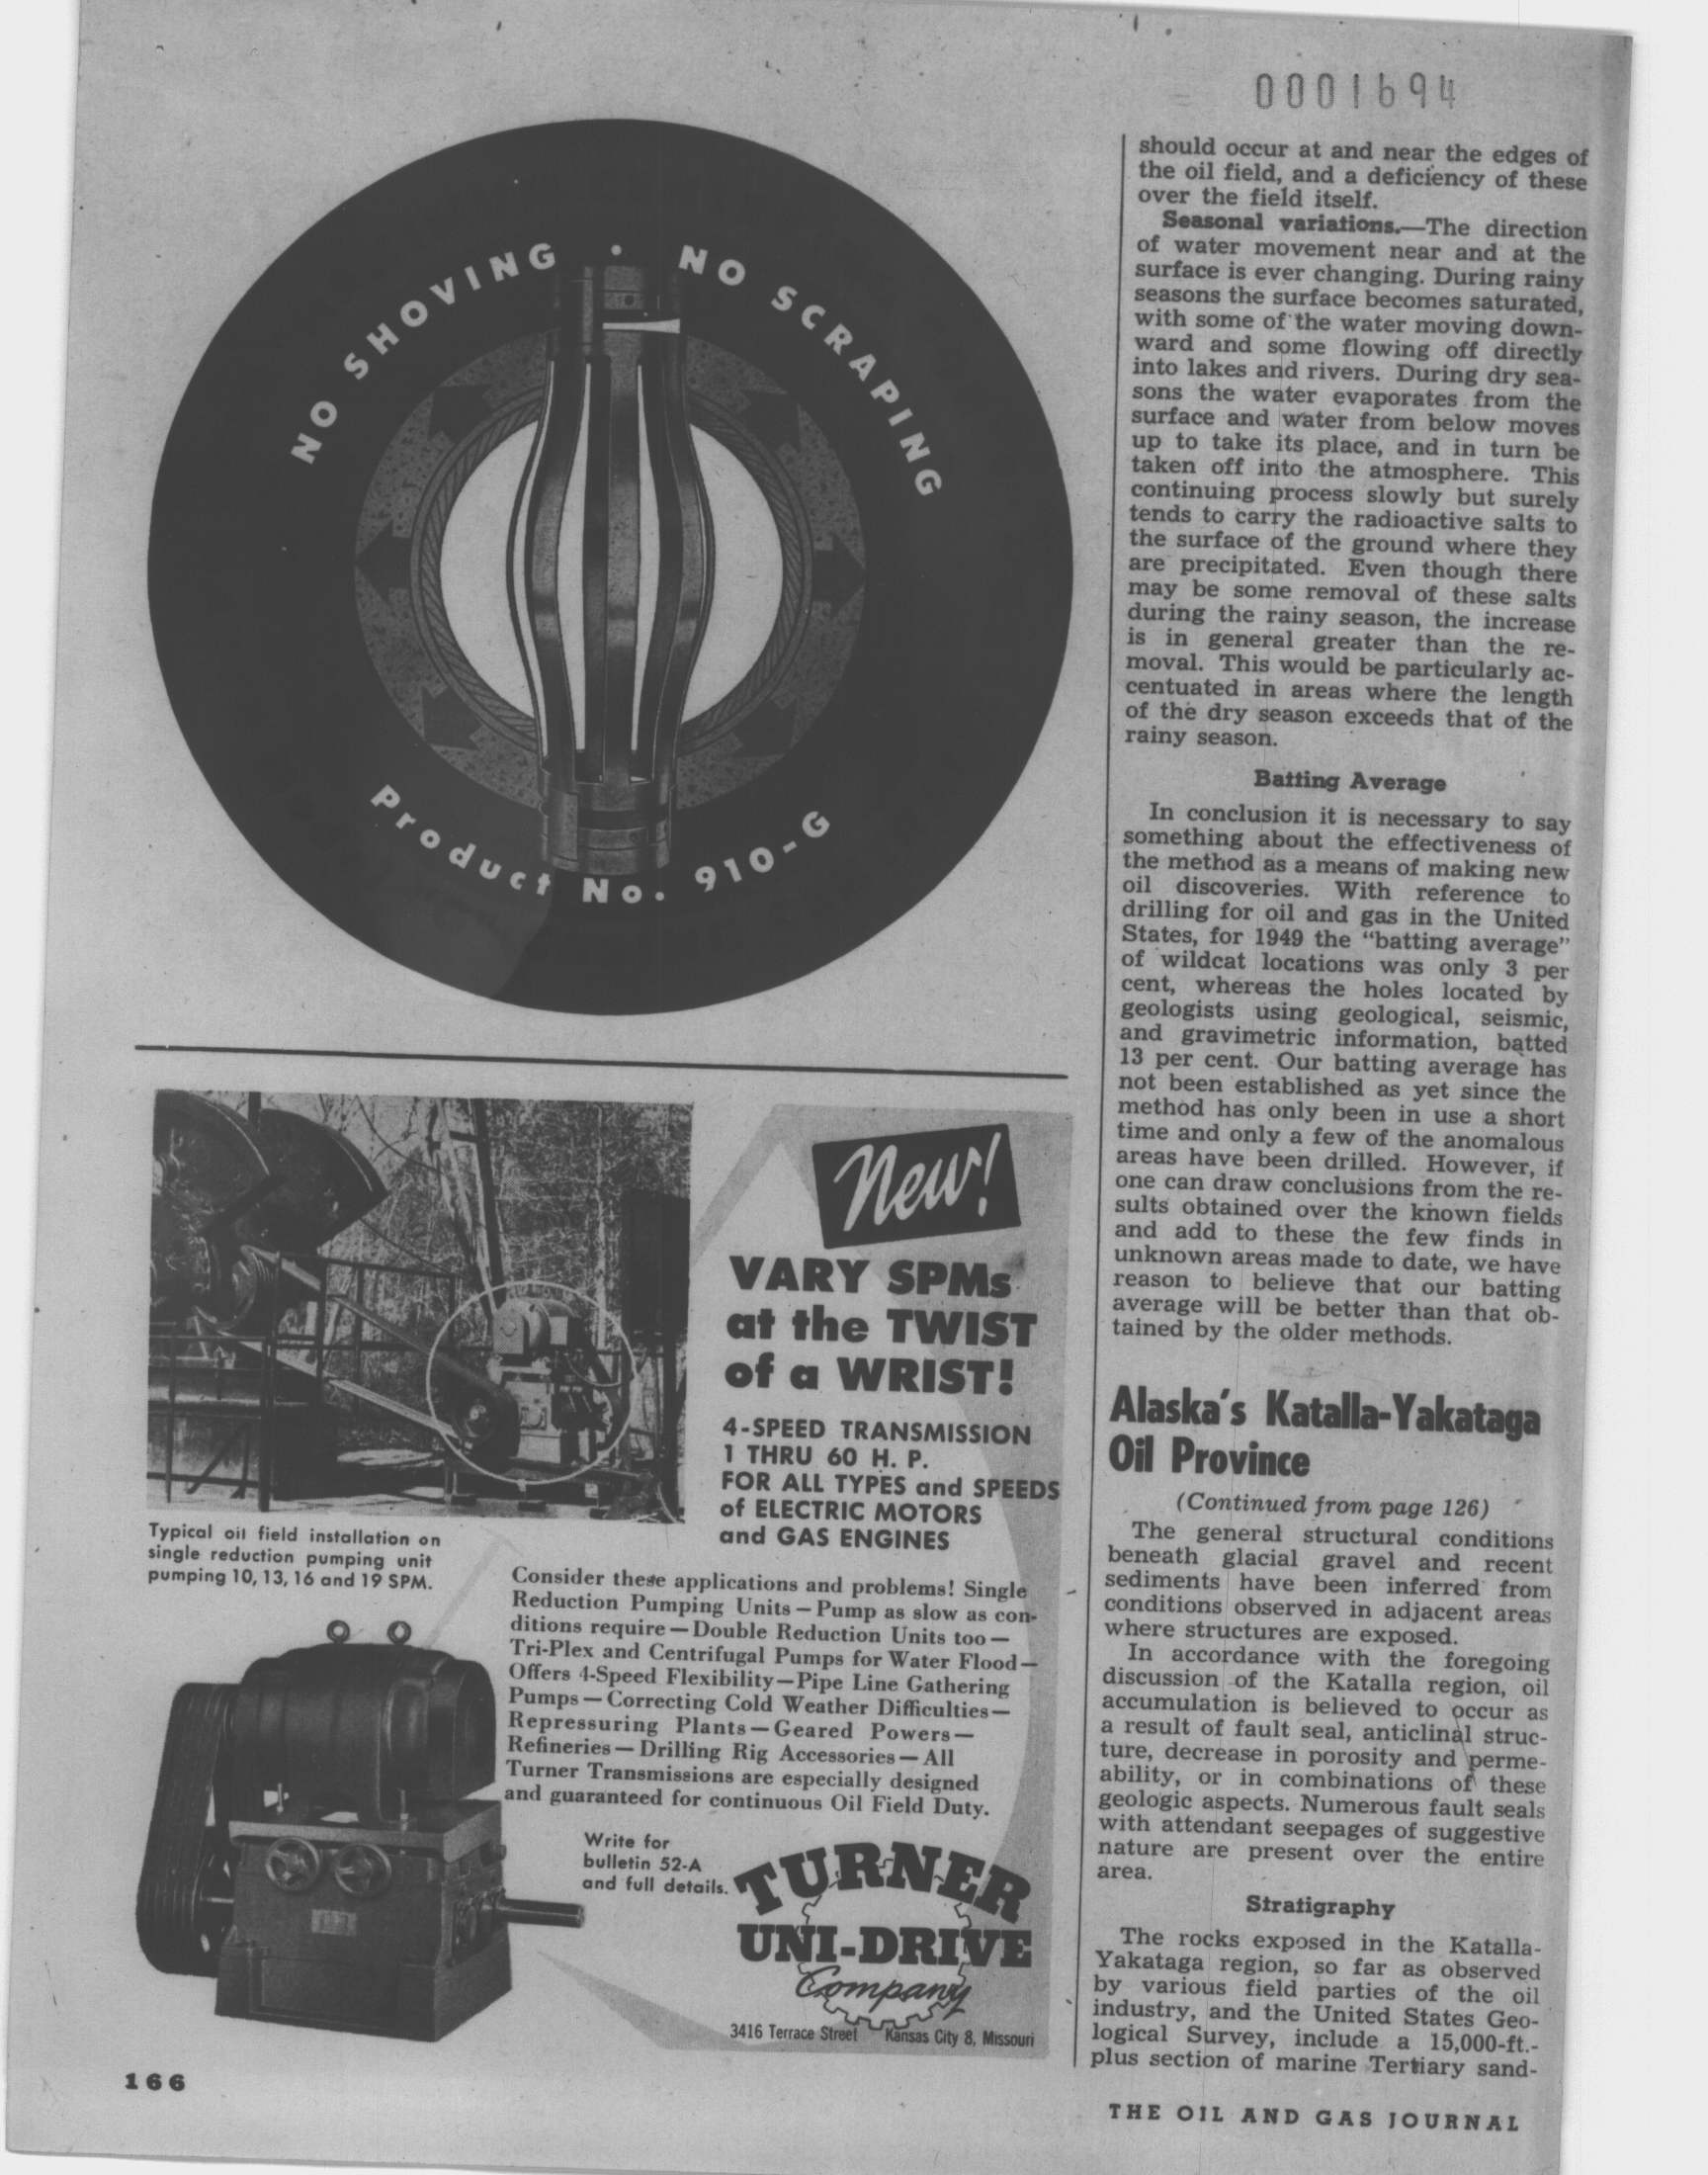 0001694
NO SHOVING • NO SCRAPING
Product No. 910-G
New!
VARY SPMs
at the TWIST
of a WRIST!
4-SPEED TRANSMISSION
1 THRU 60 H. P.
FOR ALL TYPES and SPEEDS
of ELECTRIC MOTORS
and GAS ENGINES
Typical oil field installation on
single reduction pumping unit
pumping 10, 13, 16 and 19 SPM.
Consider these applications and problems! Single
Reduction Pumping Units — Pump as slow as con-
ditions require — Double Reduction Units too —
Tri-Plex and Centrifugal Pumps for Water Flood —
Offers 4-Speed Flexibility — Pipe Line Gathering
Pumps — Correcting Cold Weather Difficulties —
Repressuring Plants — Geared Powers —
Refineries — Drilling Rig Accessories — All
Turner Transmissions are especially designed
and guaranteed for continuous Oil Field Duty.
Write for
bulletin 52-A
and full details.
TURNER
UNI-DRIVE
Company
3416 Terrace Street Kansas City 8, Missouri
166
should occur at and near the edges of
the oil field, and a deficiency of these
over the field itself.
Seasonal variations.—The direction
of water movement near and at the
surface is ever changing. During rainy
seasons the surface becomes saturated,
with some of the water moving down-
ward and some flowing off directly
into lakes and rivers. During dry sea-
sons the water evaporates from the
surface and water from below moves
up to take its place, and in turn be
taken off into the atmosphere. This
continuing process slowly but surely
tends to carry the radioactive salts to
the surface of the ground where they
are precipitated. Even though there
may be some removal of these salts
during the rainy season, the increase
is in general greater than the re-
moval. This would be particularly ac-
centuated in areas where the length
of the dry season exceeds that of the
rainy season.
Batting Average
In conclusion it is necessary to say
something about the effectiveness of
the method as a means of making new
oil discoveries. With reference to
drilling for oil and gas in the United
States, for 1949 the "batting average"
of wildcat locations was only 3 per
cent, whereas the holes located by
geologists using geological, seismic,
and gravimetric information, batted
13 per cent. Our batting average has
not been established as yet since the
method has only been in use a short
time and only a few of the anomalous
areas have been drilled. However, if
one can draw conclusions from the re-
sults obtained over the known fields
and add to these the few finds in
unknown areas made to date, we have
reason to believe that our batting
average will be better than that ob-
tained by the older methods.
Alaska's Katalla-Yakataga
Oil Province
(Continued from page 126)
The general structural conditions
beneath glacial gravel and recent
sediments have been inferred from
conditions observed in adjacent areas
where structures are exposed.
In accordance with the foregoing
discussion of the Katalla region, oil
accumulation is believed to occur as
a result of fault seal, anticlinal struc-
ture, decrease in porosity and perme-
ability, or in combinations of these
geologic aspects. Numerous fault seals
with attendant seepages of suggestive
nature are present over the entire
area.
Stratigraphy
The rocks exposed in the Katalla-
Yakataga region, so far as observed
by various field parties of the oil
industry, and the United States Geo-
logical Survey, include a 15,000-ft.-
plus section of marine Tertiary sand-
THE OIL AND GAS JOURNAL